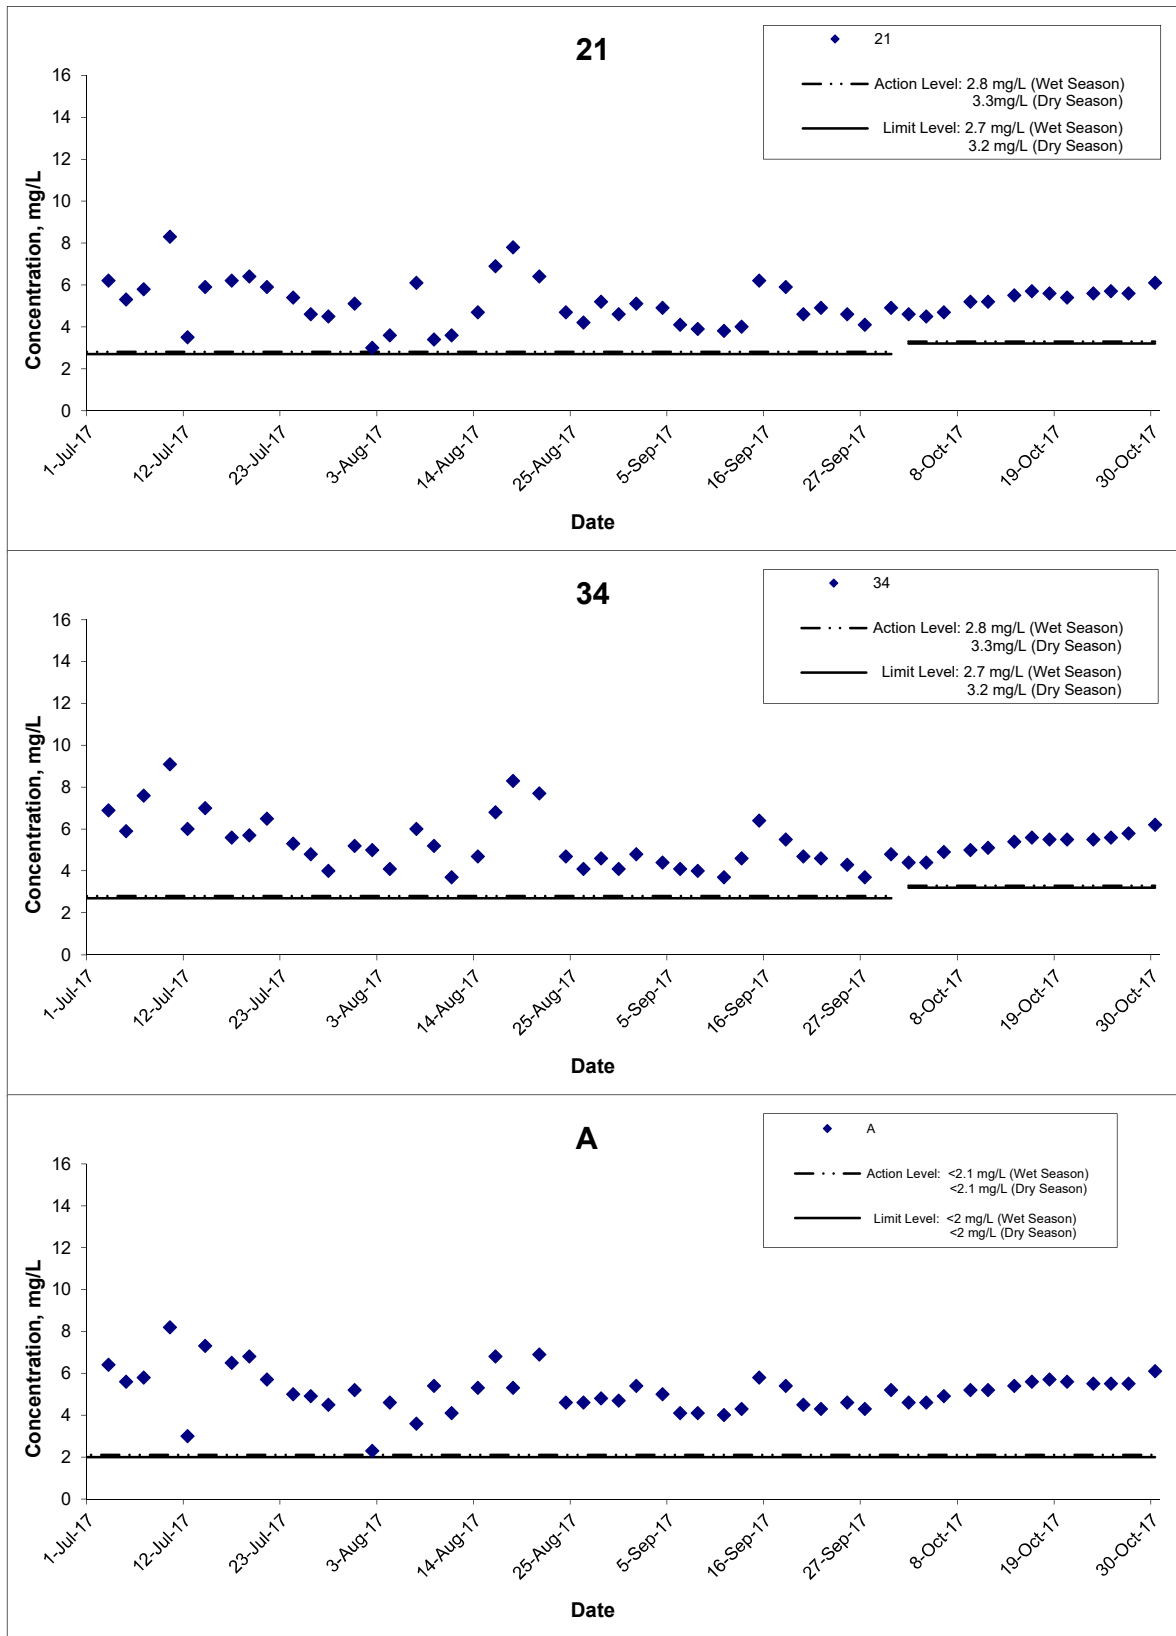 21
21
Action Level: 2.8 mg/L (Wet Season)
3.3mg/L (Dry Season)
Limit Level: 2.7 mg/L (Wet Season)
3.2 mg/L (Dry Season)
Concentration, mg/L
16
14
12
10
8
6
4
2
0
1-Jul-17
12-Jul-17
23-Jul-17
3-Aug-17
14-Aug-17
25-Aug-17
5-Sep-17
16-Sep-17
27-Sep-17
8-Oct-17
19-Oct-17
30-Oct-17
Date
34
34
Action Level: 2.8 mg/L (Wet Season)
3.3mg/L (Dry Season)
Limit Level: 2.7 mg/L (Wet Season)
3.2 mg/L (Dry Season)
Concentration, mg/L
16
14
12
10
8
6
4
2
0
1-Jul-17
12-Jul-17
23-Jul-17
3-Aug-17
14-Aug-17
25-Aug-17
5-Sep-17
16-Sep-17
27-Sep-17
8-Oct-17
19-Oct-17
30-Oct-17
Date
A
A
Action Level: <2.1 mg/L (Wet Season)
<2.1 mg/L (Dry Season)
Limit Level: <2 mg/L (Wet Season)
<2 mg/L (Dry Season)
Concentration, mg/L
16
14
12
10
8
6
4
2
0
1-Jul-17
12-Jul-17
23-Jul-17
3-Aug-17
14-Aug-17
25-Aug-17
5-Sep-17
16-Sep-17
27-Sep-17
8-Oct-17
19-Oct-17
30-Oct-17
Date